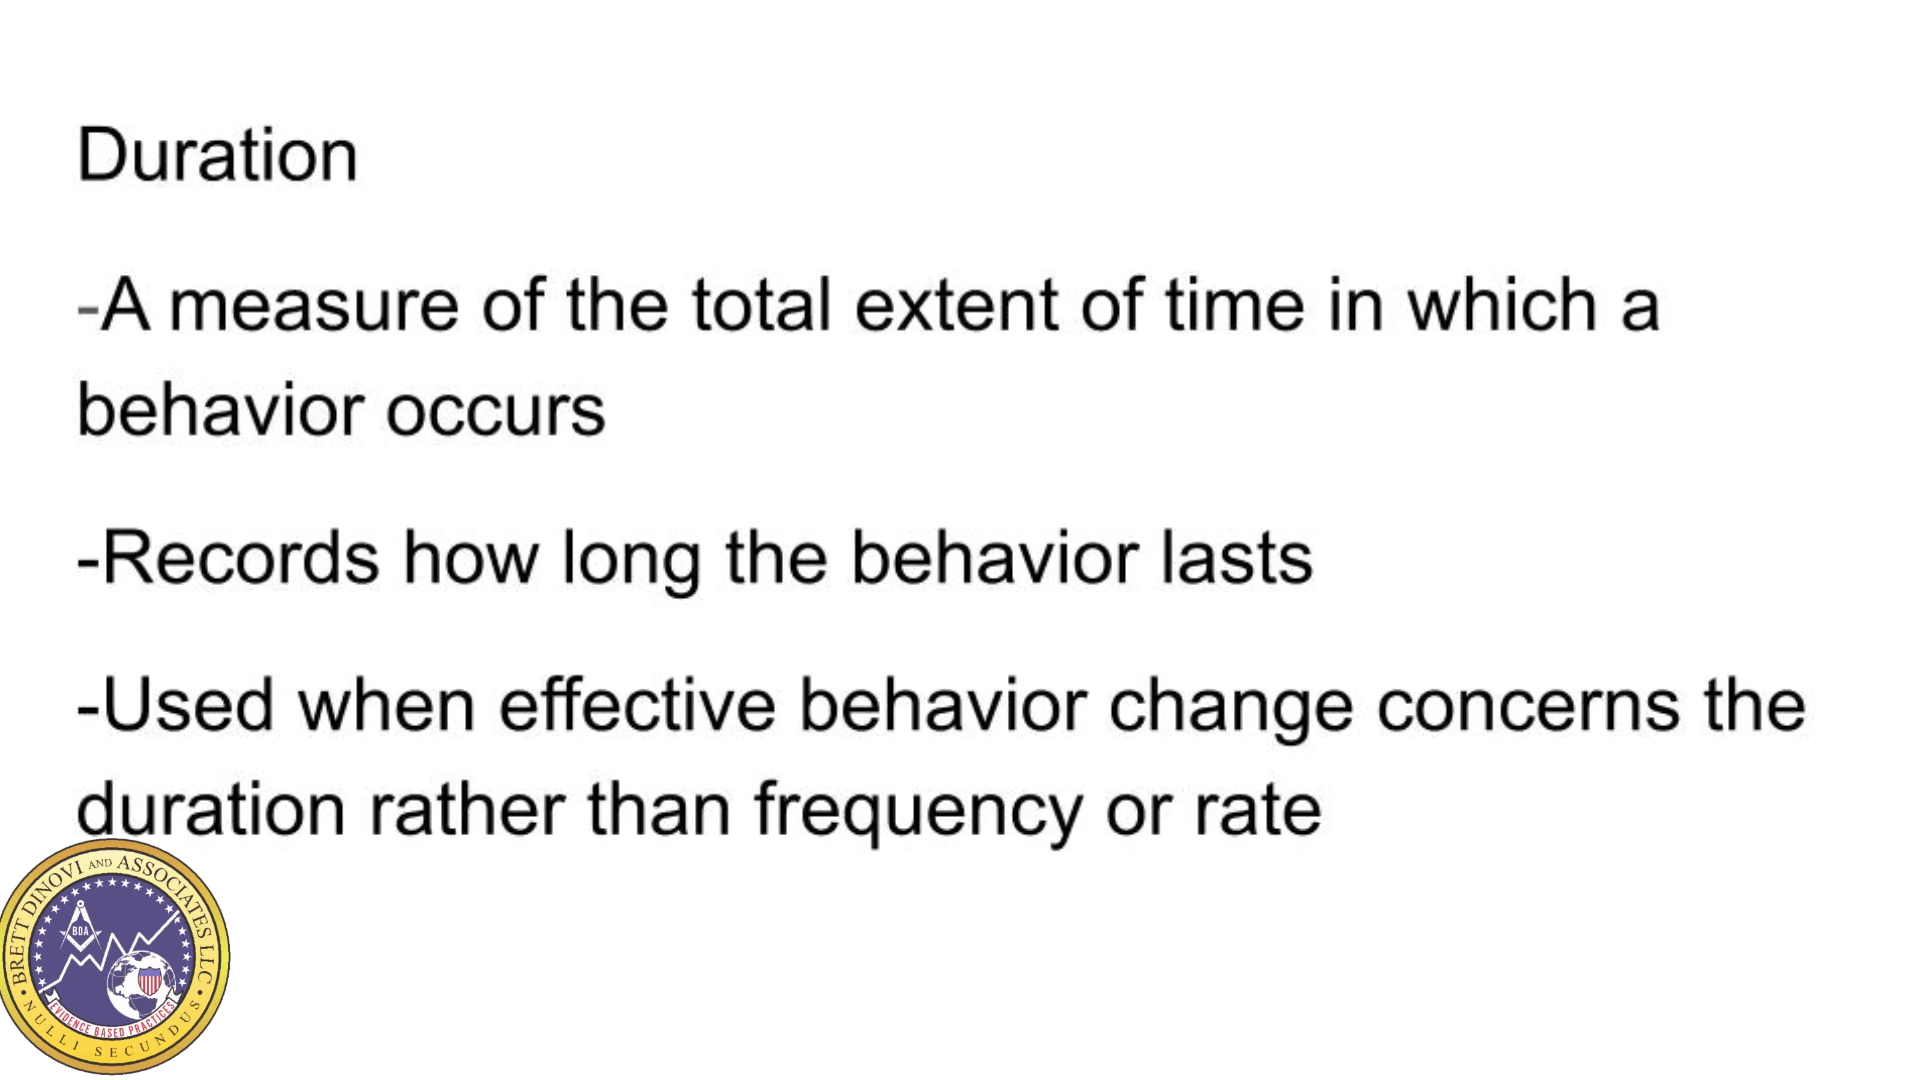 Duration
-A measure of the total extent of time in which a
behavior occurs
-Records how long the behavior lasts
-Used when effective behavior change concerns the
duration rather than frequency or rate
BRETT DINOVI AND ASSOCIATES LLC
BDA
EVIDENCE BASED PRACTICES
NULLI SECUNDUS